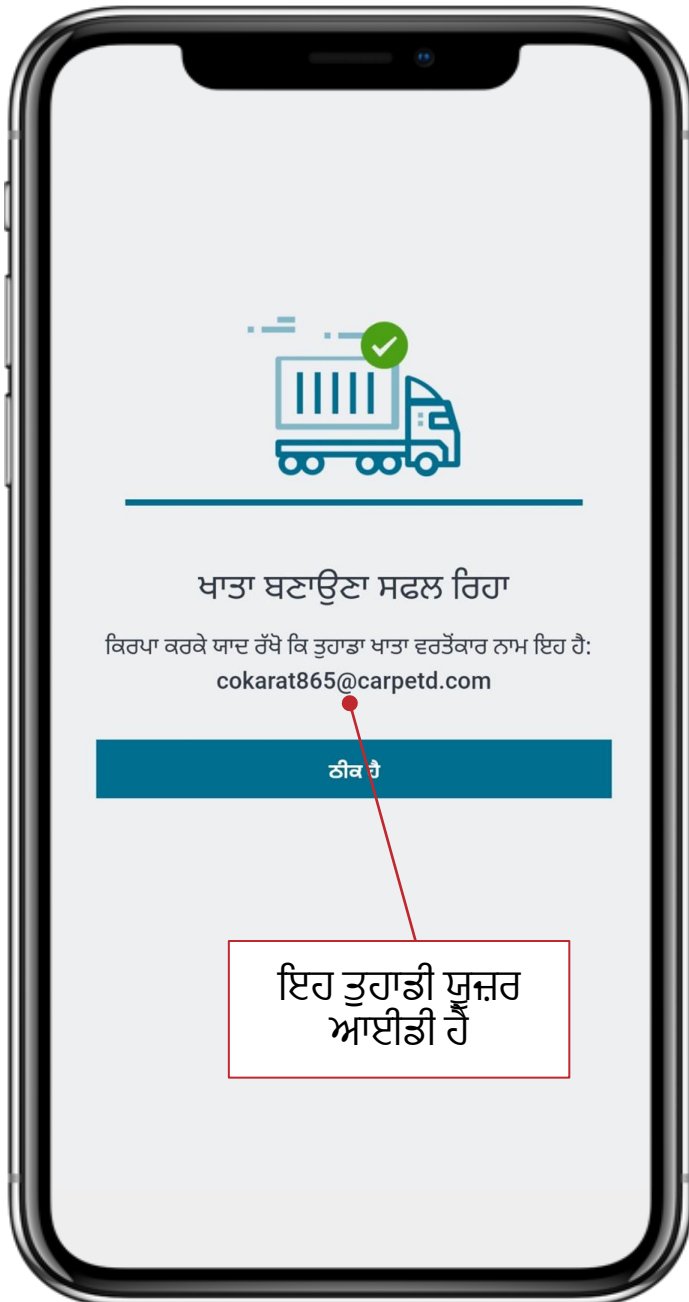 ਖਾਤਾ ਬਣਾਉਣਾ ਸਫਲ ਰਿਹਾ
ਕਿਰਪਾ ਕਰਕੇ ਯਾਦ ਰੱਖੋ ਕਿ ਤੁਹਾਡਾ ਖਾਤਾ ਵਰਤੋਂਕਾਰ ਨਾਮ ਇਹ ਹੈ:
cokarat865@carpetd.com
ਠੀਕ ਹੈ
ਇਹ ਤੁਹਾਡੀ ਯੂਜ਼ਰ
ਆਈਡੀ ਹੈ